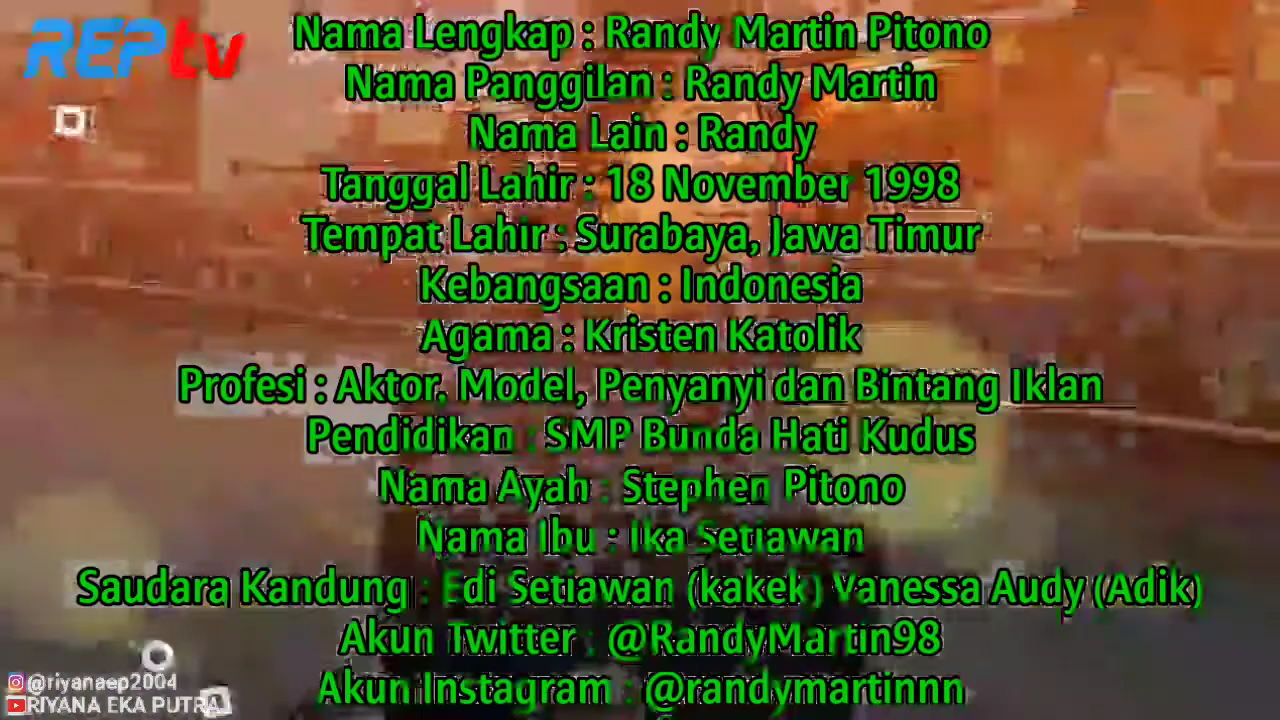 REPtv
Nama Lengkap : Randy Martin Pitono
Nama Panggilan : Randy Martin
Nama Lain : Randy
Tanggal Lahir : 18 November 1998
Tempat Lahir : Surabaya, Jawa Timur
Kebangsaan : Indonesia
Agama : Kristen Katolik
Profesi : Aktor. Model, Penyanyi dan Bintang Iklan
Pendidikan : SMP Bunda Hati Kudus
Nama Ayah : Stephen Pitono
Nama Ibu : Ika Setiawan
Saudara Kandung : Edi Setiawan (kakek) Vanessa Audy (Adik)
Akun Twitter : @RandyMartin98
Akun Instagram : @randymartinnn
@riyanaep2004
RIYANA EKA PUTRA